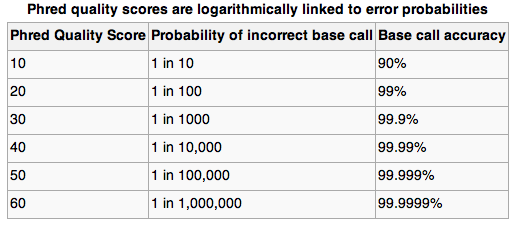 Phred quality scores are logarithmically linked to error probabilities
Phred Quality Score Probability of incorrect base call Base call accuracy
10 1 in 10 90%
20 1 in 100 99%
30 1 in 1000 99.9%
40 1 in 10,000 99.99%
50 1 in 100,000 99.999%
60 1 in 1,000,000 99.9999%